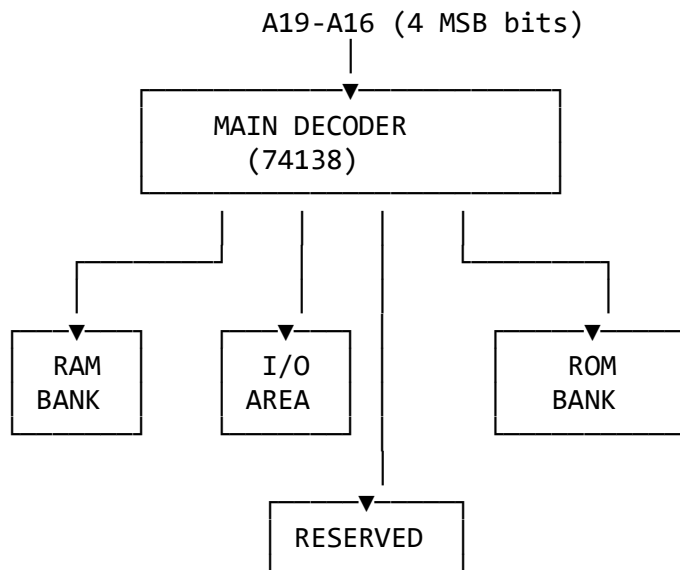 A19-A16 (4 MSB bits)
MAIN DECODER
(74138)
RAM
BANK
I/O
AREA
ROM
BANK
RESERVED